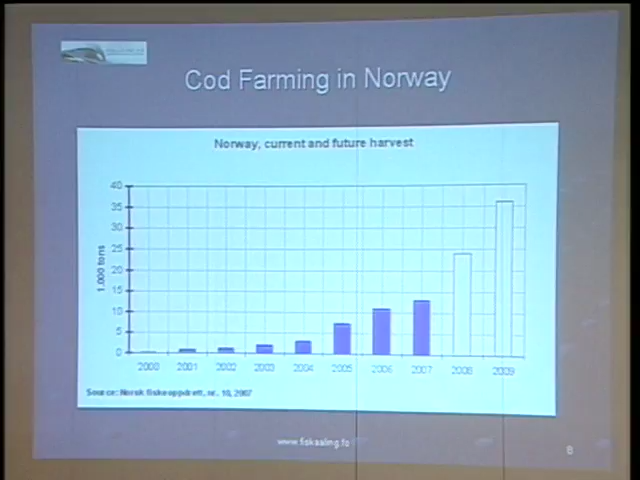 Cod Farming in Norway
Norway, current and future harvest
40
35
30
25
20
15
10
5
0
1.000 tons
2000 2001 2002 2003 2004 2005 2006 2007 2008 2009
Source: Norsk fiskeoppdrett, nr. 10, 2007
www.fiskaaling.fo
8